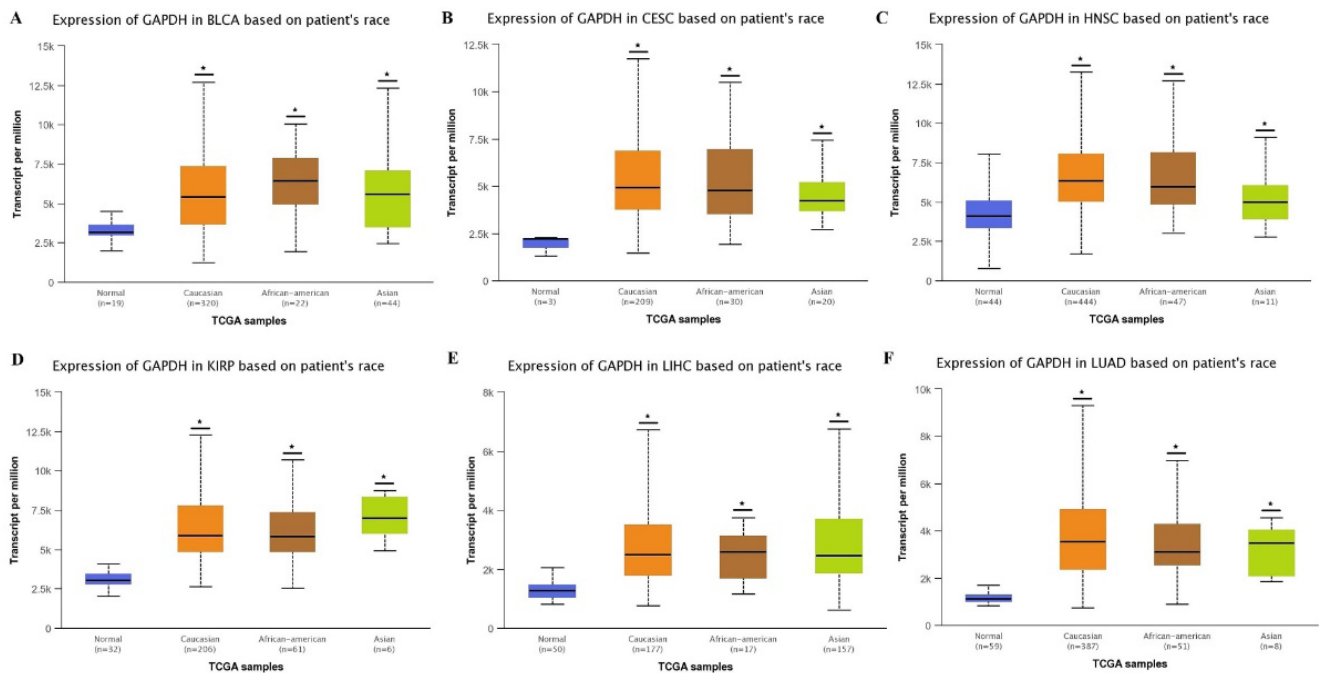 A
Expression of GAPDH in BLCA based on patient's race
Transcript per million
15k
12.5k
10k
7.5k
5k
2.5k
0
*
*
*
Normal
(n=19)
Caucasian
(n=320)
African-american
(n=22)
Asian
(n=44)
TCGA samples
B
Expression of GAPDH in CESC based on patient's race
Transcript per million
12.5k
10k
7.5k
5k
2.5k
0
*
*
*
Normal
(n=3)
Caucasian
(n=209)
African-american
(n=30)
Asian
(n=20)
TCGA samples
C
Expression of GAPDH in HNSC based on patient's race
Transcript per million
15k
12.5k
10k
7.5k
5k
2.5k
0
*
*
*
Normal
(n=44)
Caucasian
(n=444)
African-american
(n=47)
Asian
(n=11)
TCGA samples
D
Expression of GAPDH in KIRP based on patient's race
Transcript per million
15k
12.5k
10k
7.5k
5k
2.5k
0
*
*
*
Normal
(n=32)
Caucasian
(n=206)
African-american
(n=61)
Asian
(n=6)
TCGA samples
E
Expression of GAPDH in LIHC based on patient's race
Transcript per million
8k
6k
4k
2k
0
*
*
*
Normal
(n=50)
Caucasian
(n=177)
African-american
(n=17)
Asian
(n=157)
TCGA samples
F
Expression of GAPDH in LUAD based on patient's race
Transcript per million
10k
8k
6k
4k
2k
0
*
*
*
Normal
(n=59)
Caucasian
(n=387)
African-american
(n=51)
Asian
(n=8)
TCGA samples